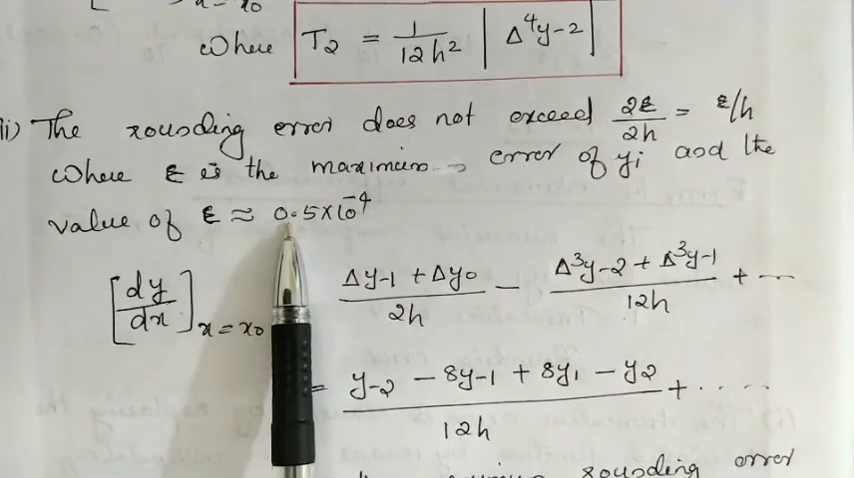 x = x0
where T2 = 1/12h² |Δ⁴y-2|
ii) The rounding error does not exceed 2ε/2h = ε/h
where ε is the maximum error of yi and the
value of ε ≈ 0.5×10⁻⁴
[dy/dx]x=x0 Δy-1 + Δy0/2h - Δ³y-2 + Δ³y-1/12h + ...
= y-2 - 8y-1 + 8y1 - y2/12h + ....
rounding error